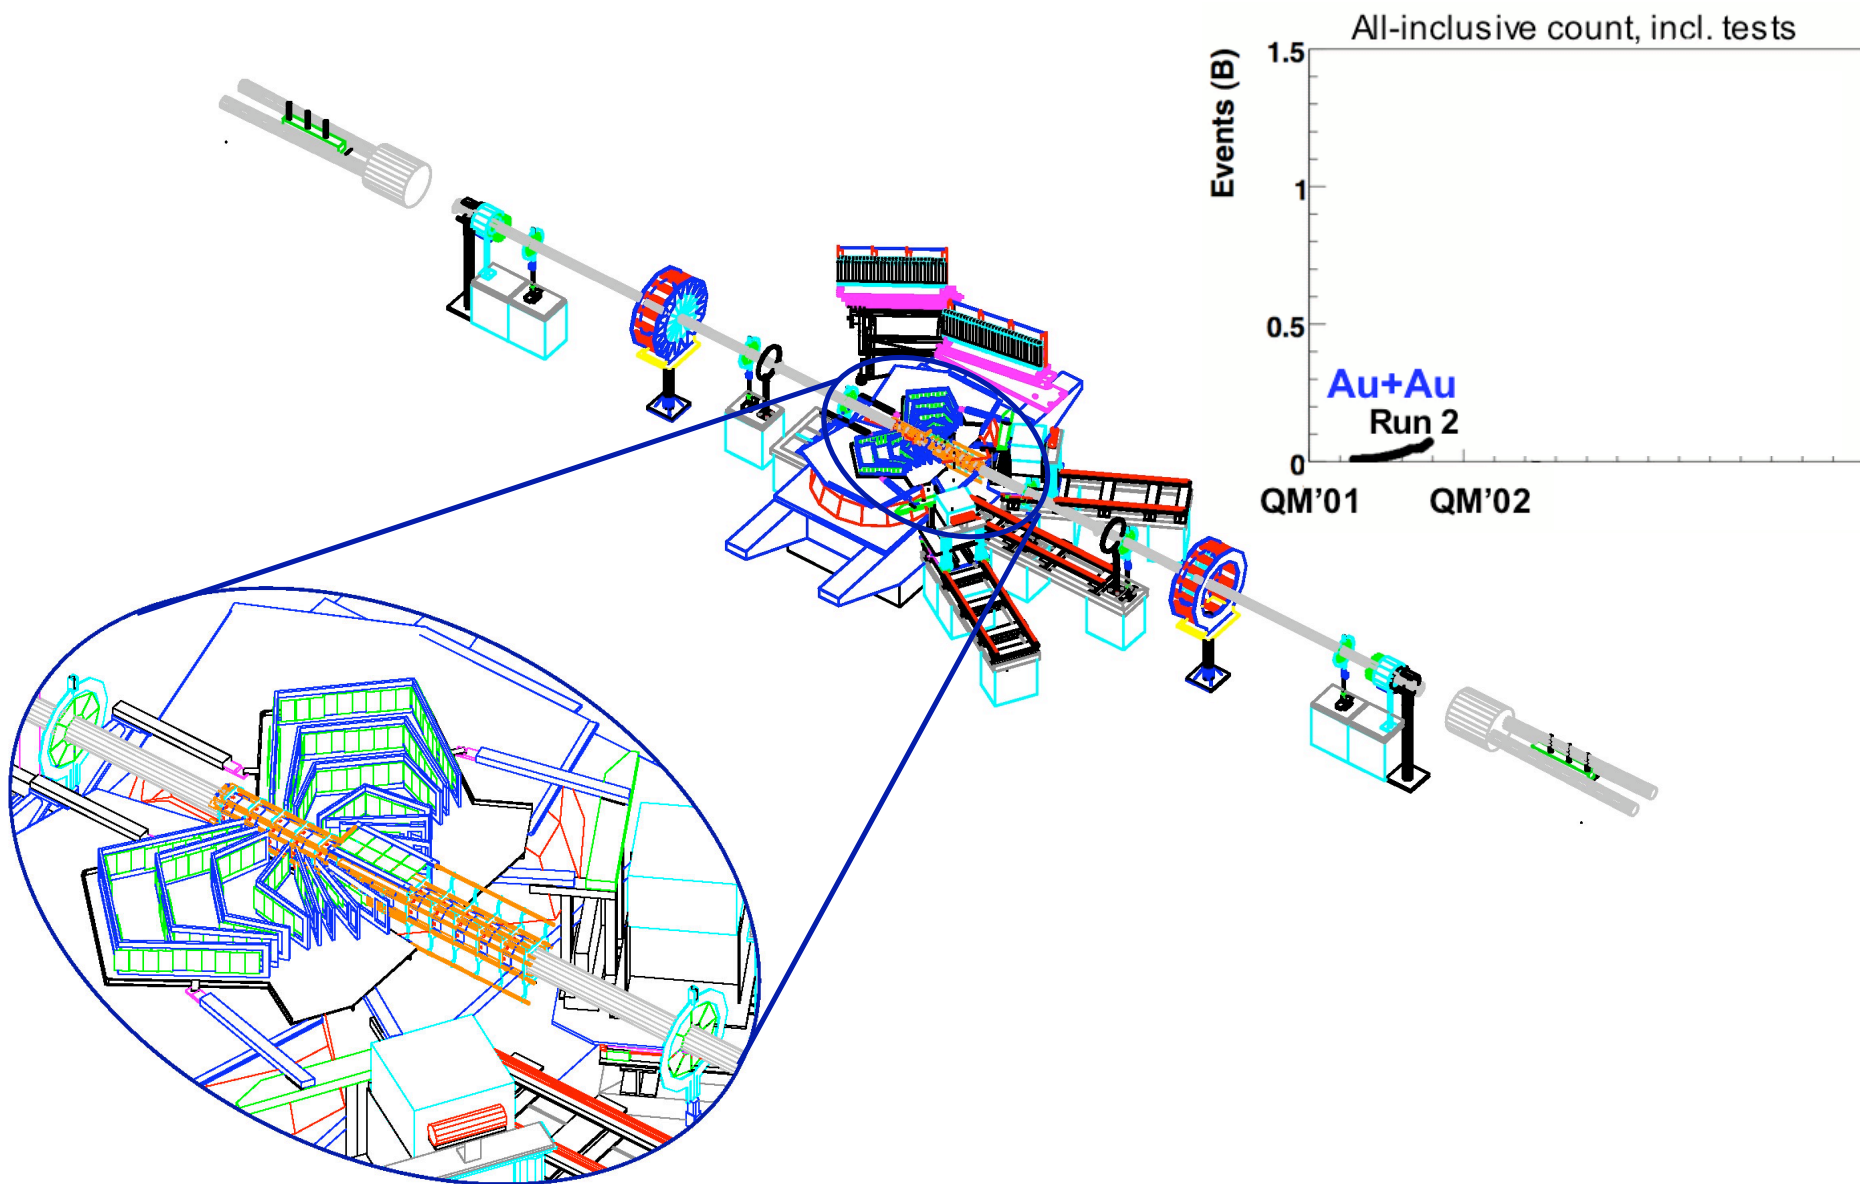 All-inclusive count, incl. tests
Events (B)
1.5
1
0.5
0
Au+Au
Run 2
QM'01 QM'02